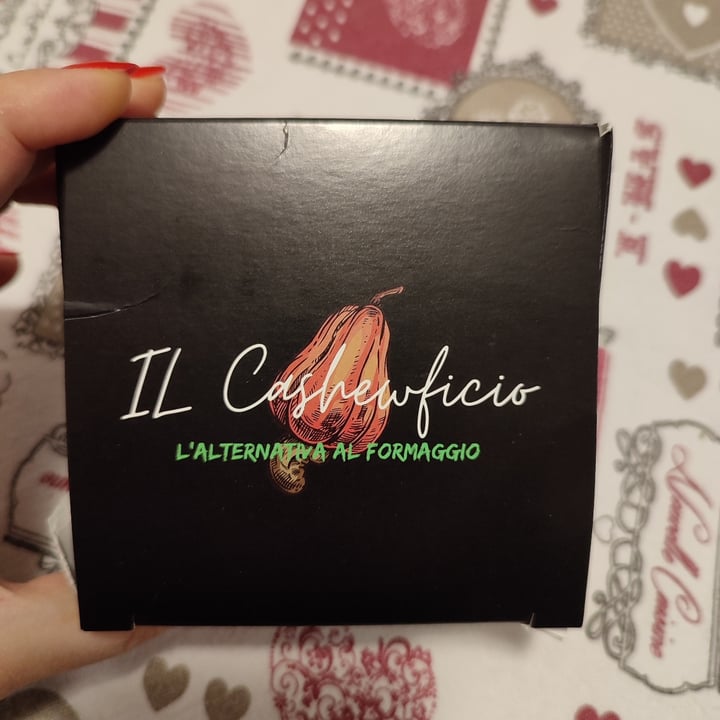 IL Cashewficio
L'ALTERNATIVA AL FORMAGGIO